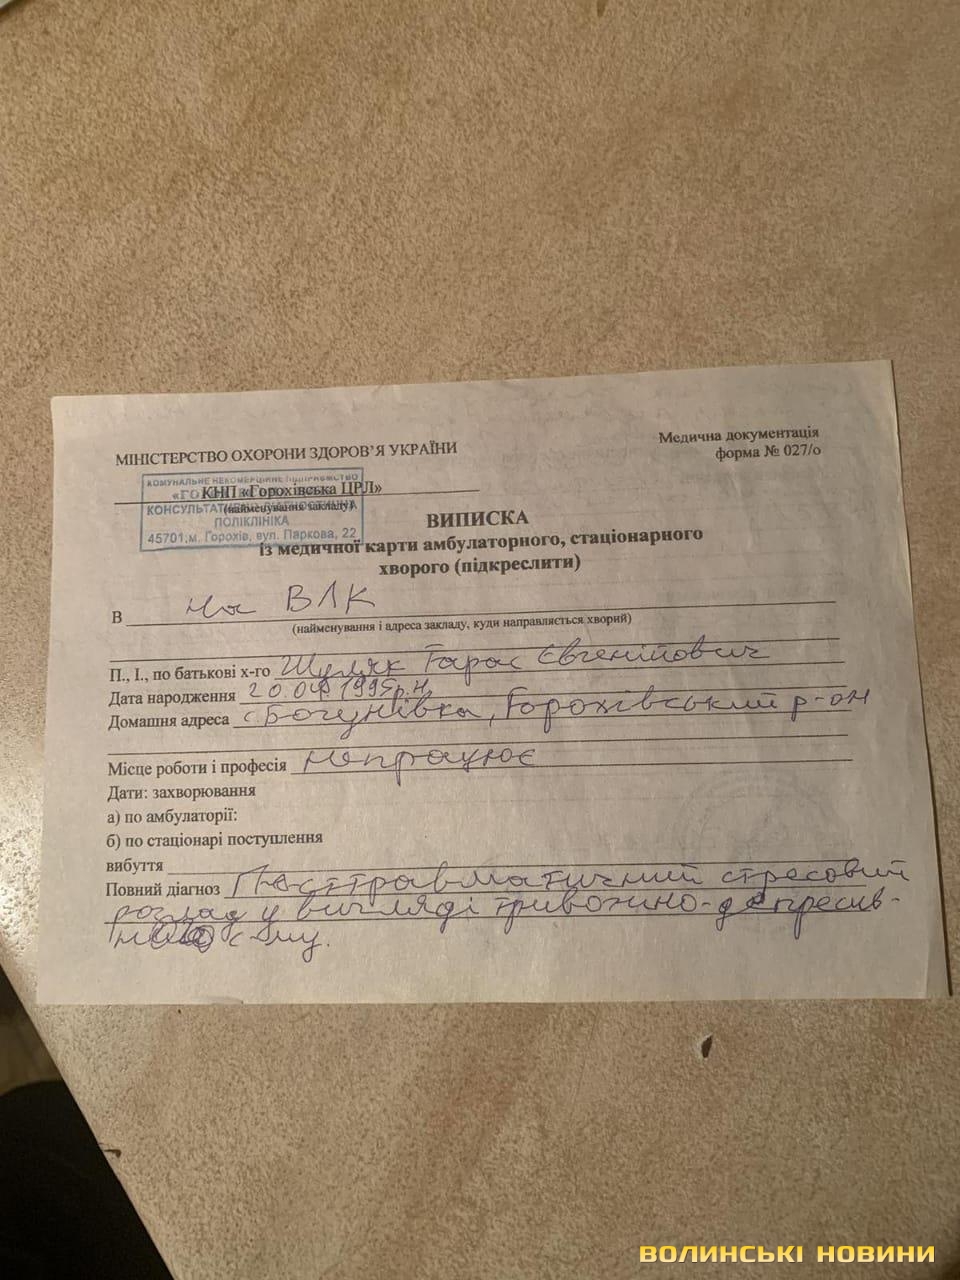 МІНІСТЕРСТВО ОХОРОНИ ЗДОРОВ'Я УКРАЇНИ
Медична документація
форма № 027/о
КОМУНАЛЬНЕ НЕКОМЕРЦІЙНЕ ПІДПРИЄМСТВО
КНП «Горохівська ЦРЛ»
(найменування закладу)
КОНСУЛЬТАТИВНО-ДІАГНОСТИЧНА
ПОЛІКЛІНІКА
45701,м. Горохів, вул. Паркова, 22
ВИПИСКА
із медичної карти амбулаторного, стаціонарного
хворого (підкреслити)
В на ВЛК
(найменування і адреса закладу, куди направляється хворий)
П., І., по батькові х-го Шуляк Тарас Євгенійович
Дата народження 1995р.н.
Домашня адреса с Богунівка, Горохівський р-он
Місце роботи і професія не працює
Дати: захворювання
а) по амбулаторії:
б) по стаціонарі поступлення
вибуття
Повний діагноз Посттравматичний стресовий
розлад у вигляді тривожно-депресив-
с-му.
ВОЛИНСЬКІ НОВИНИ